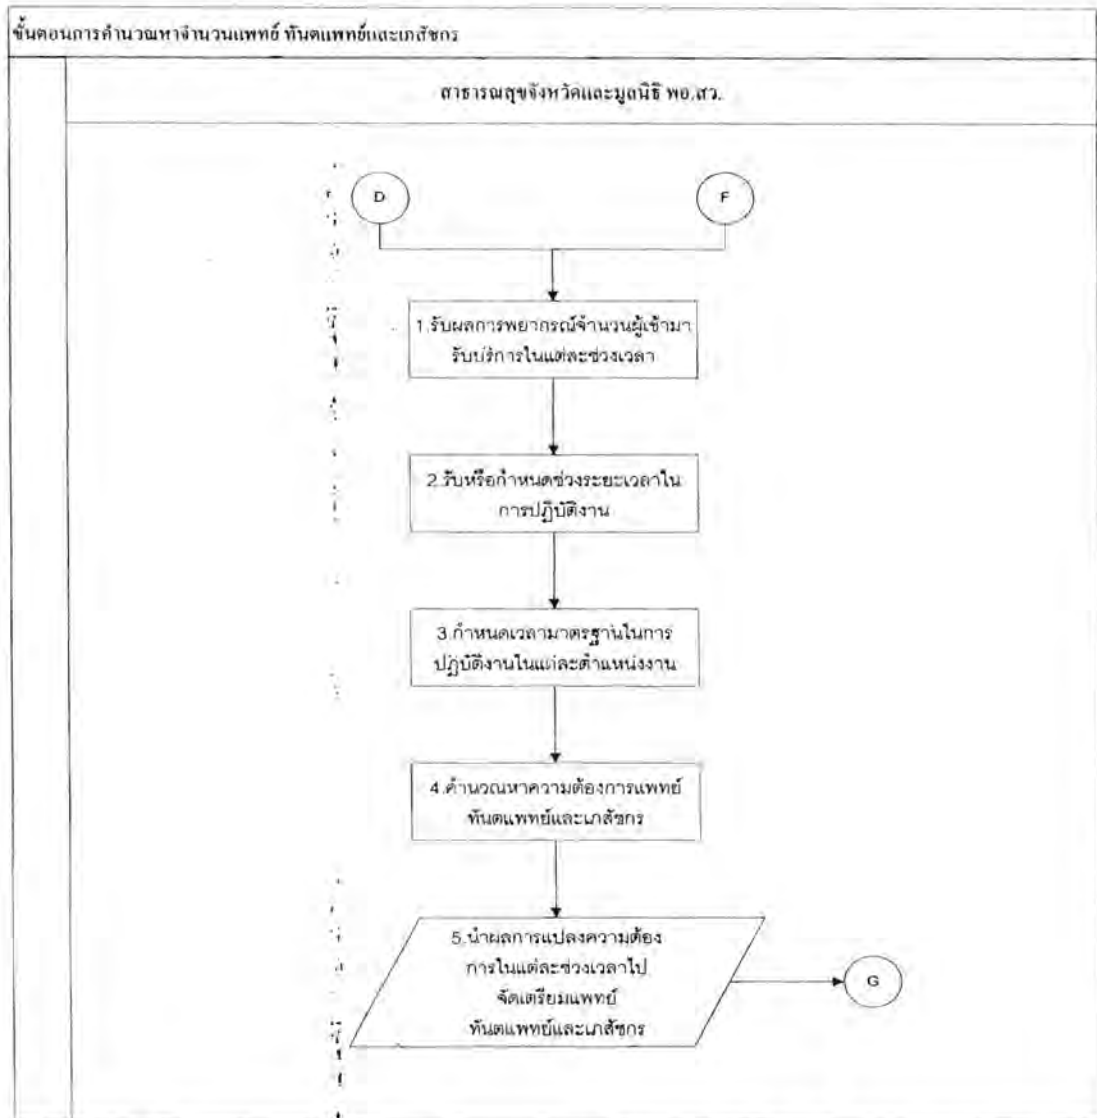 ขั้นตอนการคำนวณหาจำนวนแพทย์ ทันตแพทย์และเภสัชกร
สาธารณสุขจังหวัดและมูลนิธิ พอ.สว.
D
F
1.รับผลการพยากรณ์จำนวนผู้เข้ามา
รับบริการในแต่ละช่วงเวลา
2.รับหรือกำหนดช่วงระยะเวลาใน
การปฏิบัติงาน
3.กำหนดเวลามาตรฐานในการ
ปฏิบัติงานในแต่ละตำแหน่งงาน
4.คำนวณหาความต้องการแพทย์
ทันตแพทย์และเภสัชกร
5.นำผลการแปลงความต้อง
การในแต่ละช่วงเวลาไป
จัดเตรียมแพทย์
ทันตแพทย์และเภสัชกร
G